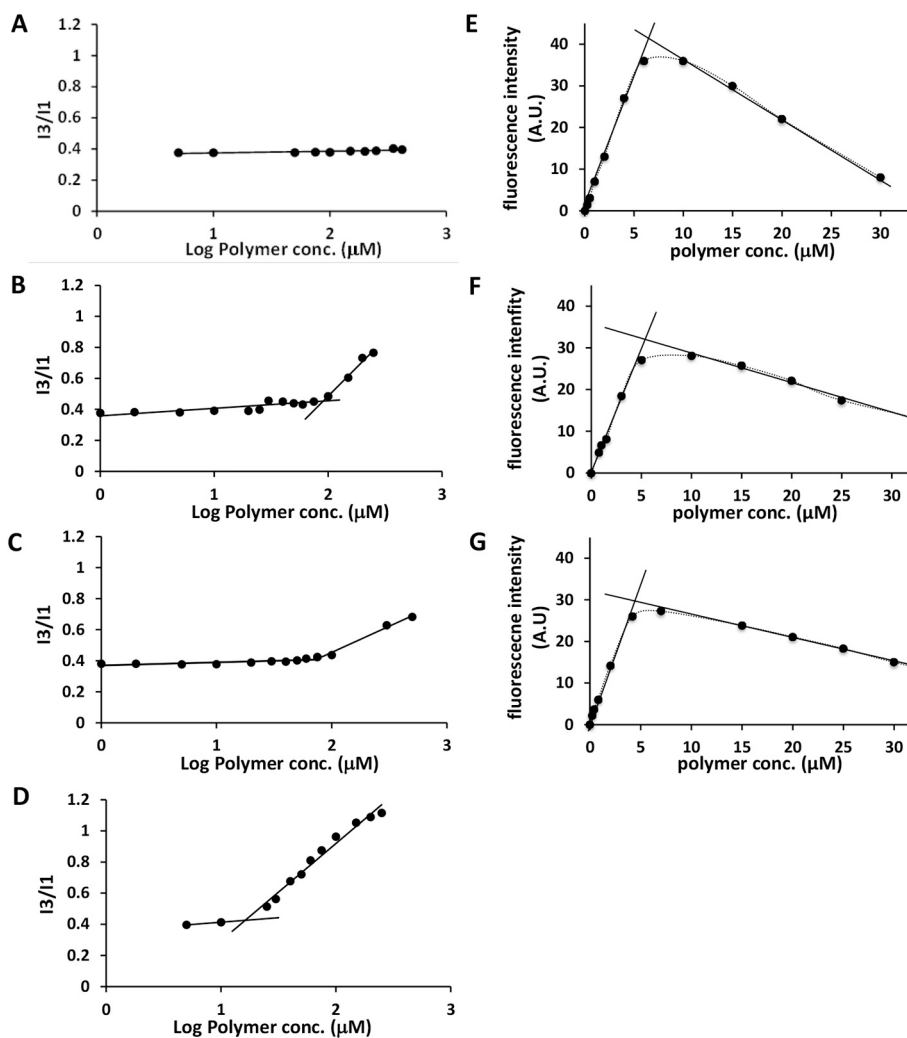 A
1.2
1
0.8
0.6
0.4
0.2
0
I3/I1
0 1 2 3
Log Polymer conc. (µM)
B
1.2
1
0.8
0.6
0.4
0.2
0
I3/I1
0 1 2 3
Log Polymer conc. (µM)
C
1.2
1
0.8
0.6
0.4
0.2
0
I3/I1
0 1 2 3
Log Polymer conc. (µM)
D
1.2
1
0.8
0.6
0.4
0.2
0
I3/I1
0 1 2 3
Log Polymer conc. (µM)
E
fluorescence intensity
(A.U.)
40
30
20
10
0
0 5 10 15 20 25 30
polymer conc. (µM)
F
fluorescence intenfity
(A.U.)
40
30
20
10
0
0 5 10 15 20 25 30
polymer conc. (µM)
G
fluorescecne intensity
(A.U)
40
30
20
10
0
0 5 10 15 20 25 30
polymer conc. (µM)